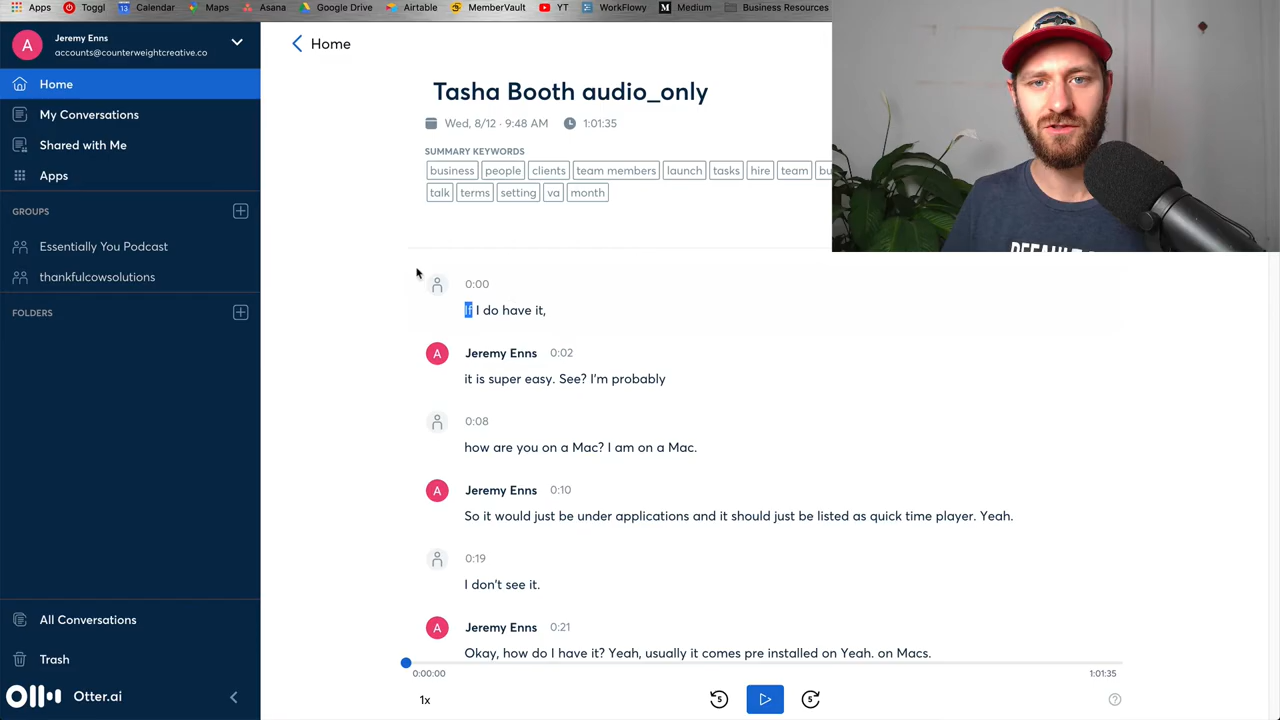 Apps Toggl Calendar Maps Asana Google Drive Airtable MemberVault YT WorkFlowy Medium Business Resources
A Jeremy Enns
accounts@counterweightcreative.co
Home
My Conversations
Shared with Me
Apps
GROUPS
Essentially You Podcast
thankfulcowsolutions
FOLDERS
All Conversations
Trash
Otter.ai
Home
Tasha Booth audio_only
Wed, 8/12 · 9:48 AM 1:01:35
SUMMARY KEYWORDS
business people clients team members launch tasks hire team bu
talk terms setting va month
0:00
If I do have it,
A Jeremy Enns 0:02
it is super easy. See? I'm probably
0:08
how are you on a Mac? I am on a Mac.
A Jeremy Enns 0:10
So it would just be under applications and it should just be listed as quick time player. Yeah.
0:19
I don't see it.
A Jeremy Enns 0:21
Okay, how do I have it? Yeah, usually it comes pre installed on Yeah. on Macs.
0:00:00 1:01:35
1x 5 5 ?